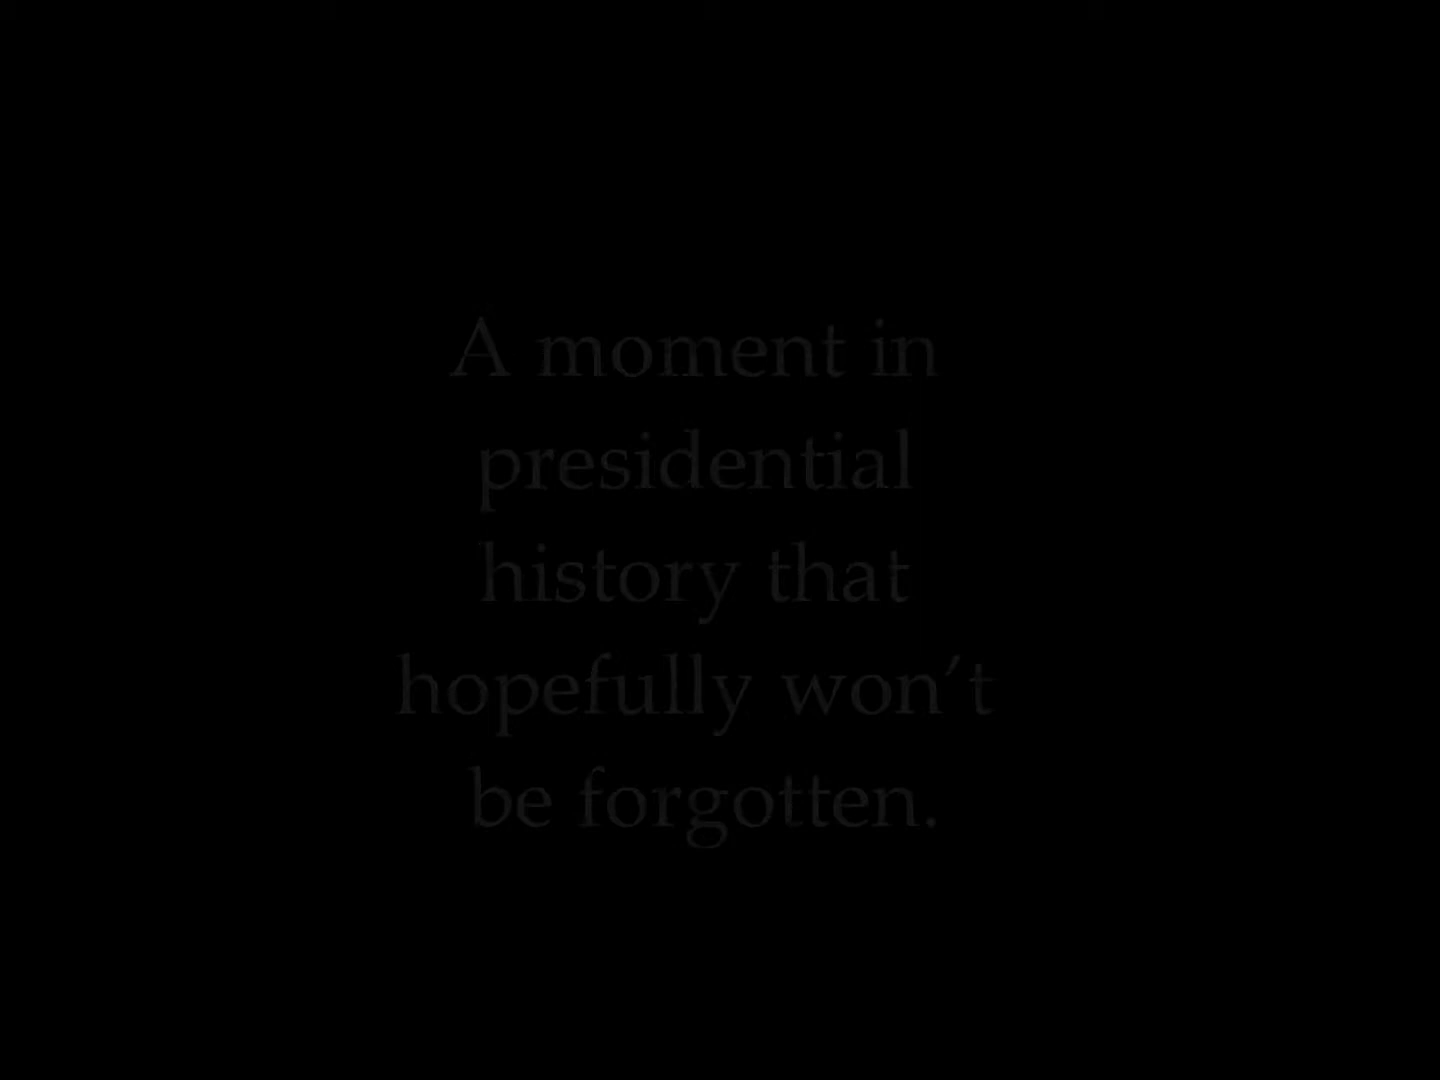 A moment in
presidential
history that
hopefully won’t
be forgotten.